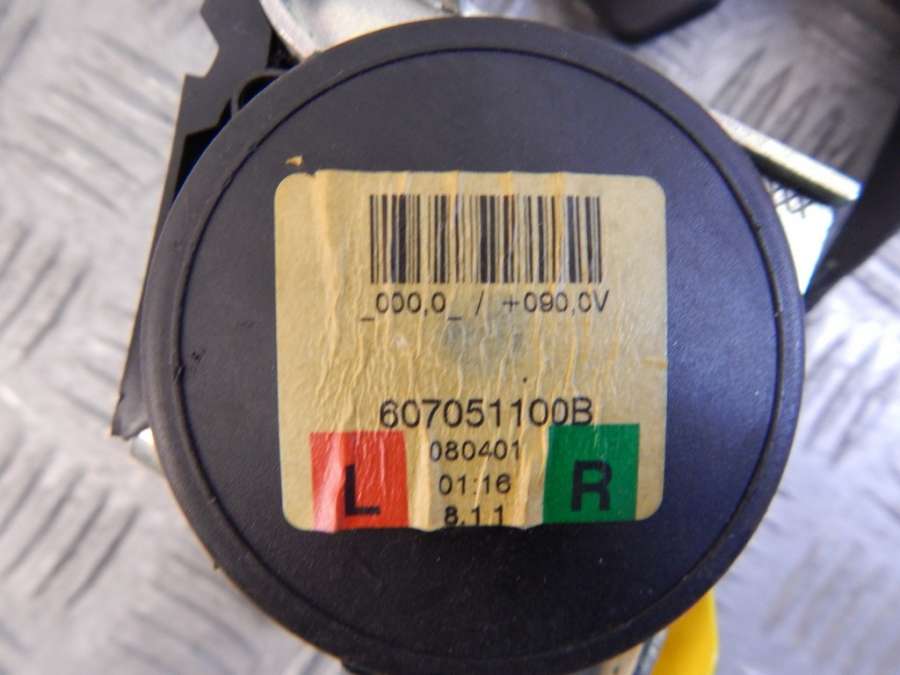 _000,0_ / +090,0V
607051100B
080401
L R
01:16
8.1.1